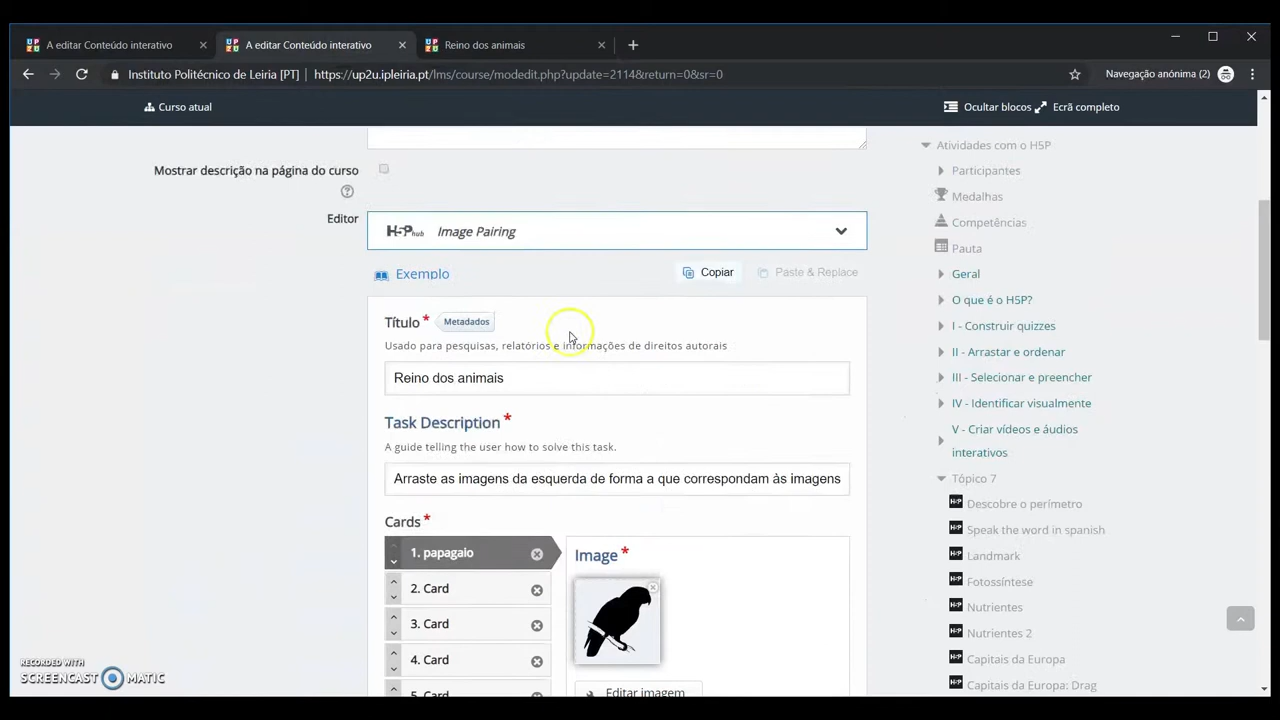 A editar Conteúdo interativo
A editar Conteúdo interativo
Reino dos animais
Instituto Politécnico de Leiria [PT]
https://up2u.ipleiria.pt/lms/course/modedit.php?update=2114&return=0&sr=0
Navegação anónima (2)
Curso atual
Ocultar blocos
Ecrã completo
Mostrar descrição na página do curso
Editor
H5P hub
Image Pairing
Exemplo
Copiar
Paste & Replace
Título *
Metadados
Usado para pesquisas, relatórios e informações de direitos autorais
Reino dos animais
Task Description *
A guide telling the user how to solve this task.
Arraste as imagens da esquerda de forma a que correspondam às imagens
Cards *
1. papagaio
2. Card
3. Card
4. Card
5. Card
Image *
Editar imagem
Atividades com o H5P
Participantes
Medalhas
Competências
Pauta
Geral
O que é o H5P?
I - Construir quizzes
II - Arrastar e ordenar
III - Selecionar e preencher
IV - Identificar visualmente
V - Criar vídeos e áudios
interativos
Tópico 7
Descobre o perímetro
Speak the word in spanish
Landmark
Fotossíntese
Nutrientes
Nutrientes 2
Capitais da Europa
Capitais da Europa: Drag
RECORDED WITH
SCREENCAST MATIC